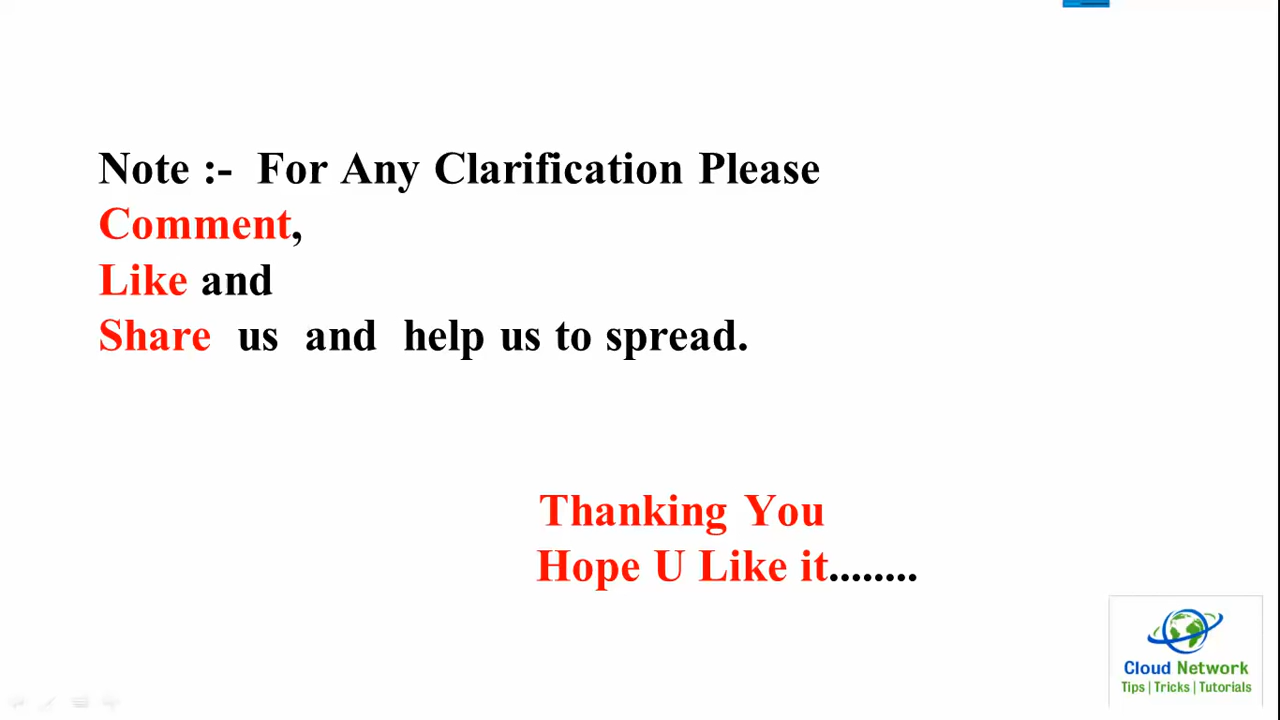 Note :- For Any Clarification Please
Comment,
Like and
Share us and help us to spread.
Thanking You
Hope U Like it........
Cloud Network
Tips | Tricks | Tutorials